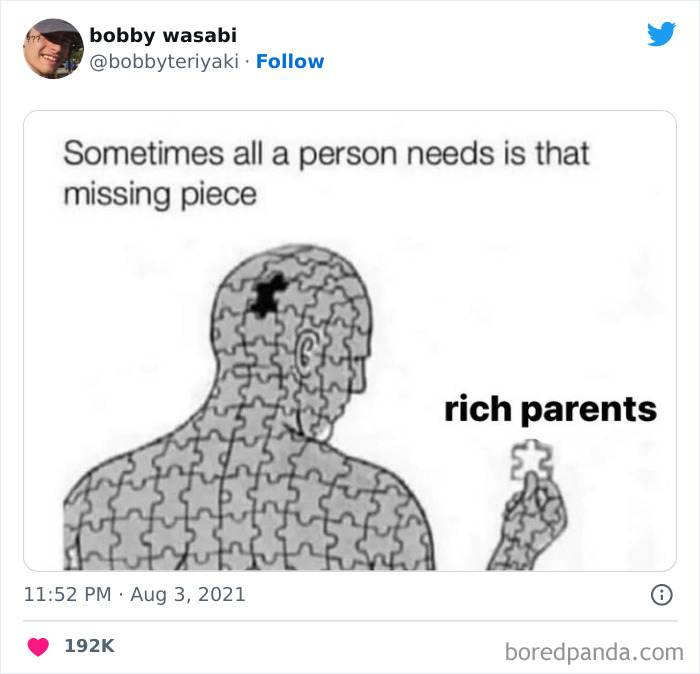 bobby wasabi
@bobbyteriyaki · Follow
Sometimes all a person needs is that
missing piece
rich parents
11:52 PM · Aug 3, 2021
192K
boredpanda.com